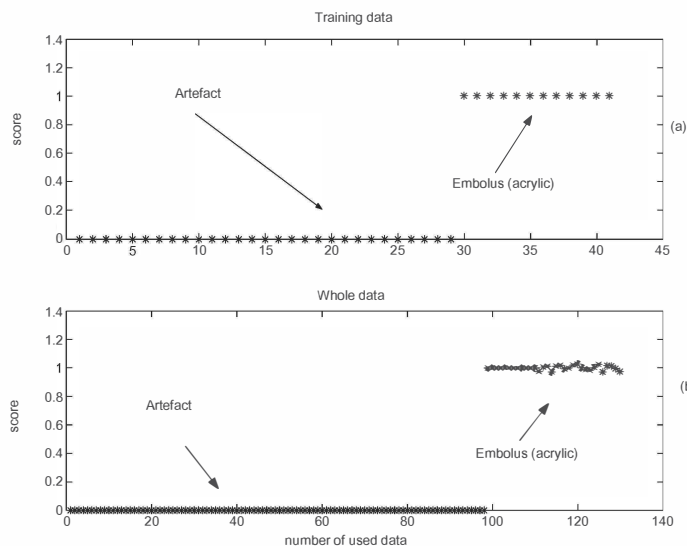 Training data
1.4
1.2
1
0.8
0.6
0.4
0.2
0
score
Artefact
Embolus (acrylic)
(a)
0 5 10 15 20 25 30 35 40 45
Whole data
1.4
1.2
1
0.8
0.6
0.4
0.2
0
score
Artefact
Embolus (acrylic)
(b
0 20 40 60 80 100 120 140
number of used data